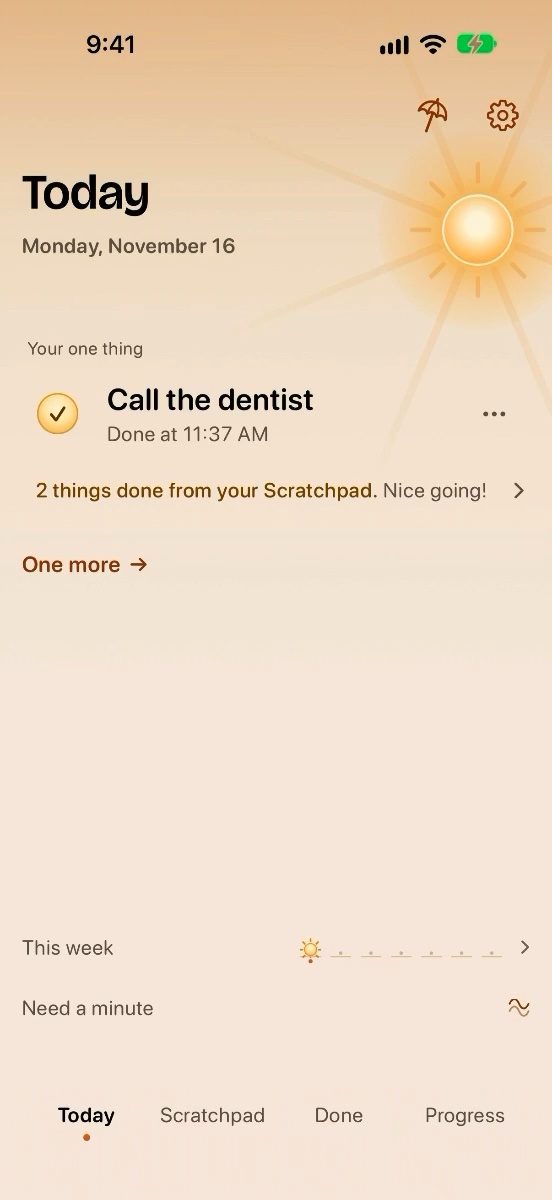 9:41
Today
Monday, November 16
Your one thing
Call the dentist
Done at 11:37 AM
2 things done from your Scratchpad. Nice going!
One more →
This week
Need a minute
Today Scratchpad Done Progress